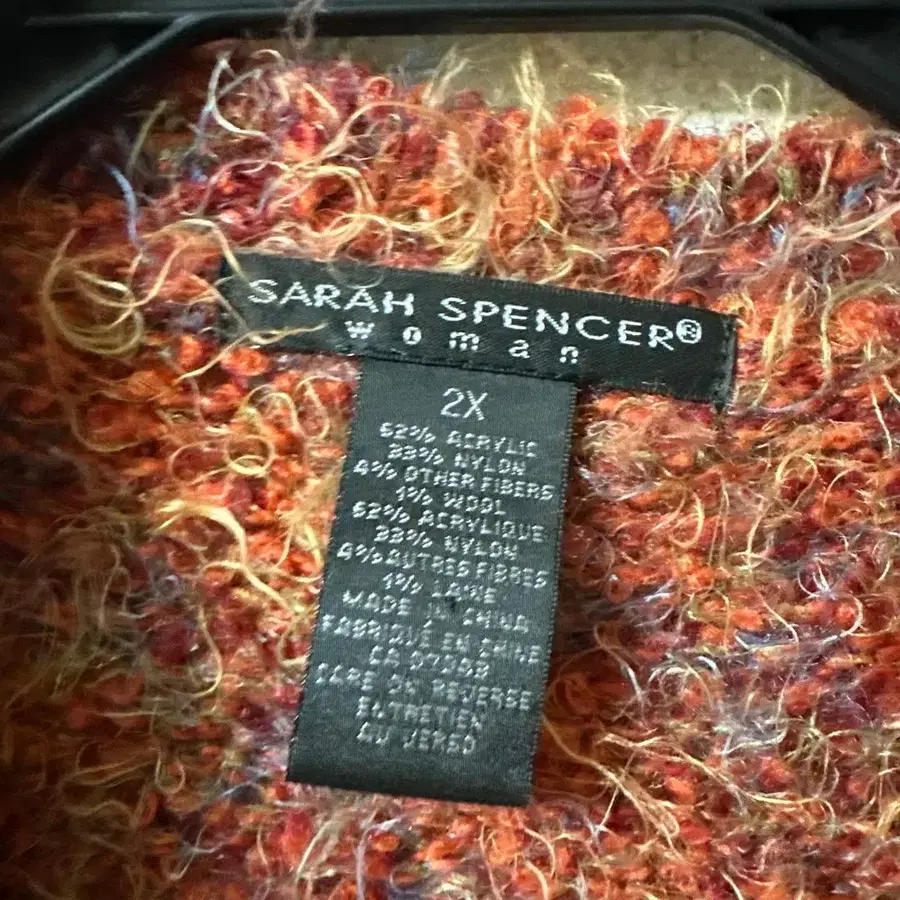 SARAH SPENCER®
woman
2X
62% ACRYLIC
33% NYLON
4% OTHER FIBERS
1% WOOL
62% ACRYLIQUE
33% NYLON
4% AUTRES FIBRES
1% LAINE
MADE IN CHINA
FABRIQUÉ EN CHINE
CA
CARE ON REVERSE
ENTRETIEN
AU VERSO